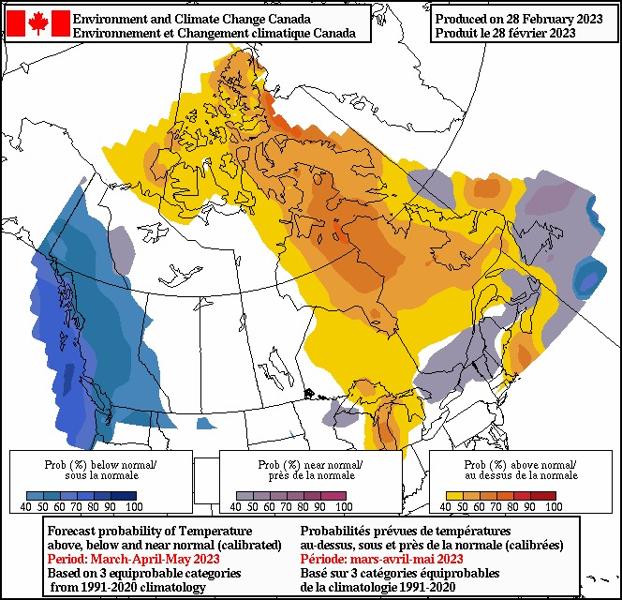 Environment and Climate Change Canada
Environnement et Changement climatique Canada
Produced on 28 February 2023
Produit le 28 février 2023
Prob (%) below normal/
sous la normale
40 50 60 70 80 90 100
Prob (%) near normal/
près de la normale
40 50 60 70 80 90 100
Prob (%) above normal/
au dessus de la normale
40 50 60 70 80 90 100
Forecast probability of Temperature
above, below and near normal (calibrated)
Period: March-April-May 2023
Based on 3 equiprobable categories
from 1991-2020 climatology
Probabilités prévues de températures
au-dessus, sous et près de la normale (calibrées)
Période: mars-avril-mai 2023
Basé sur 3 catégories équiprobables
de la climatologie 1991-2020